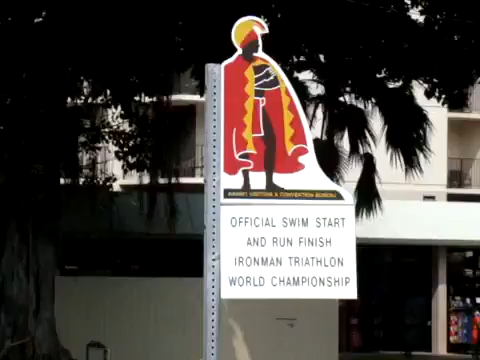 HAWAII VISITORS & CONVENTION BUREAU
OFFICIAL SWIM START
AND RUN FINISH
IRONMAN TRIATHLON
WORLD CHAMPIONSHIP